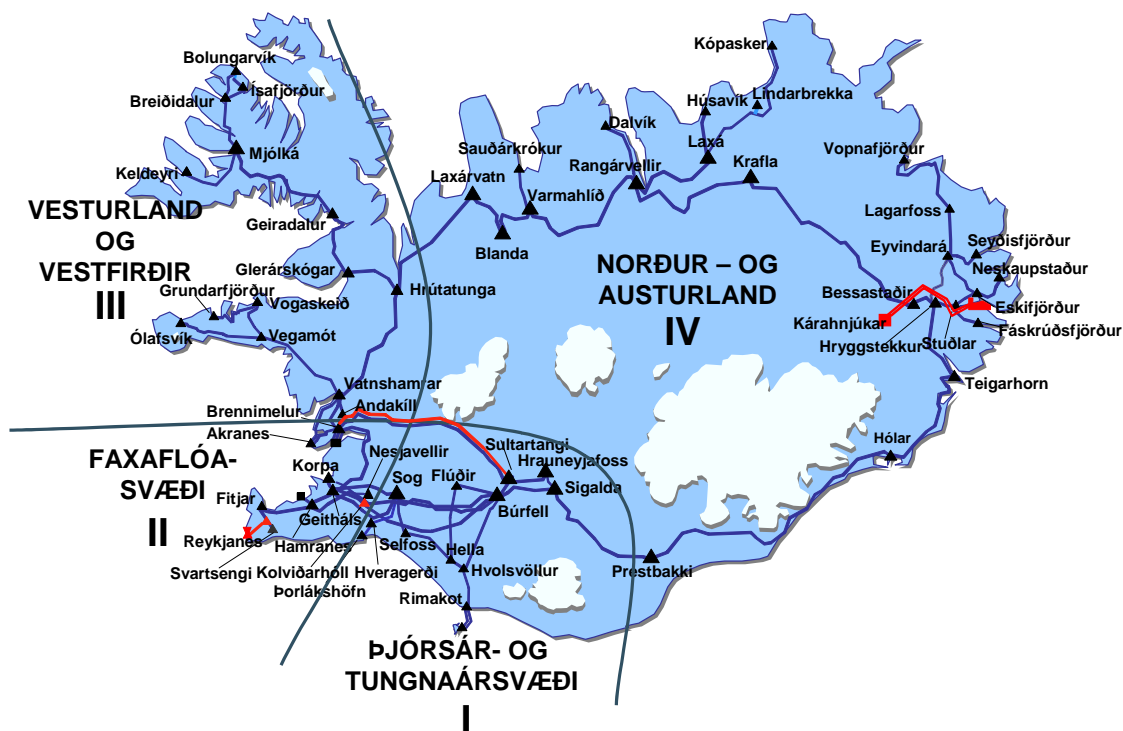 Kópasker
Bolungarvík
Ísafjörður
Breiðidalur
Húsavík
Lindarbrekka
Dalvík
Laxá
Mjólká
Sauðárkrókur
Rangárvellir
Krafla
Vopnafjörður
Keldeyri
Laxárvatn
Varmahlíð
VESTURLAND
OG
VESTFIRÐIR
III
Geiradalur
Lagarfoss
Blanda
Eyvindará
Seyðisfjörður
Glerárskógar
NORÐUR – OG
AUSTURLAND
IV
Neskaupstaður
Grundarfjörður
Vogaskeið
Hrútatunga
Bessastaðir
Eskifjörður
Ólafsvík
Vegamót
Kárahnjúkar
Fáskrúðsfjörður
Hryggstekkur
Stuðlar
Vatnshamrar
Teigarhorn
Brennimelur
Andakíll
Akranes
Hólar
FAXAFLÓA-
SVÆÐI
II
Nesjavellir
Sultartangi
Hrauneyjafoss
Korpa
Sog
Flúðir
Sigalda
Fitjar
Búrfell
Geitháls
Reykjanes
Hamranes
Selfoss
Hella
Svartsengi
Kolviðarhóll
Hveragerði
Hvolsvöllur
Prestbakki
Þorlákshöfn
Rimakot
ÞJÓRSÁR- OG
TUNGNAÁRSVÆÐI
I